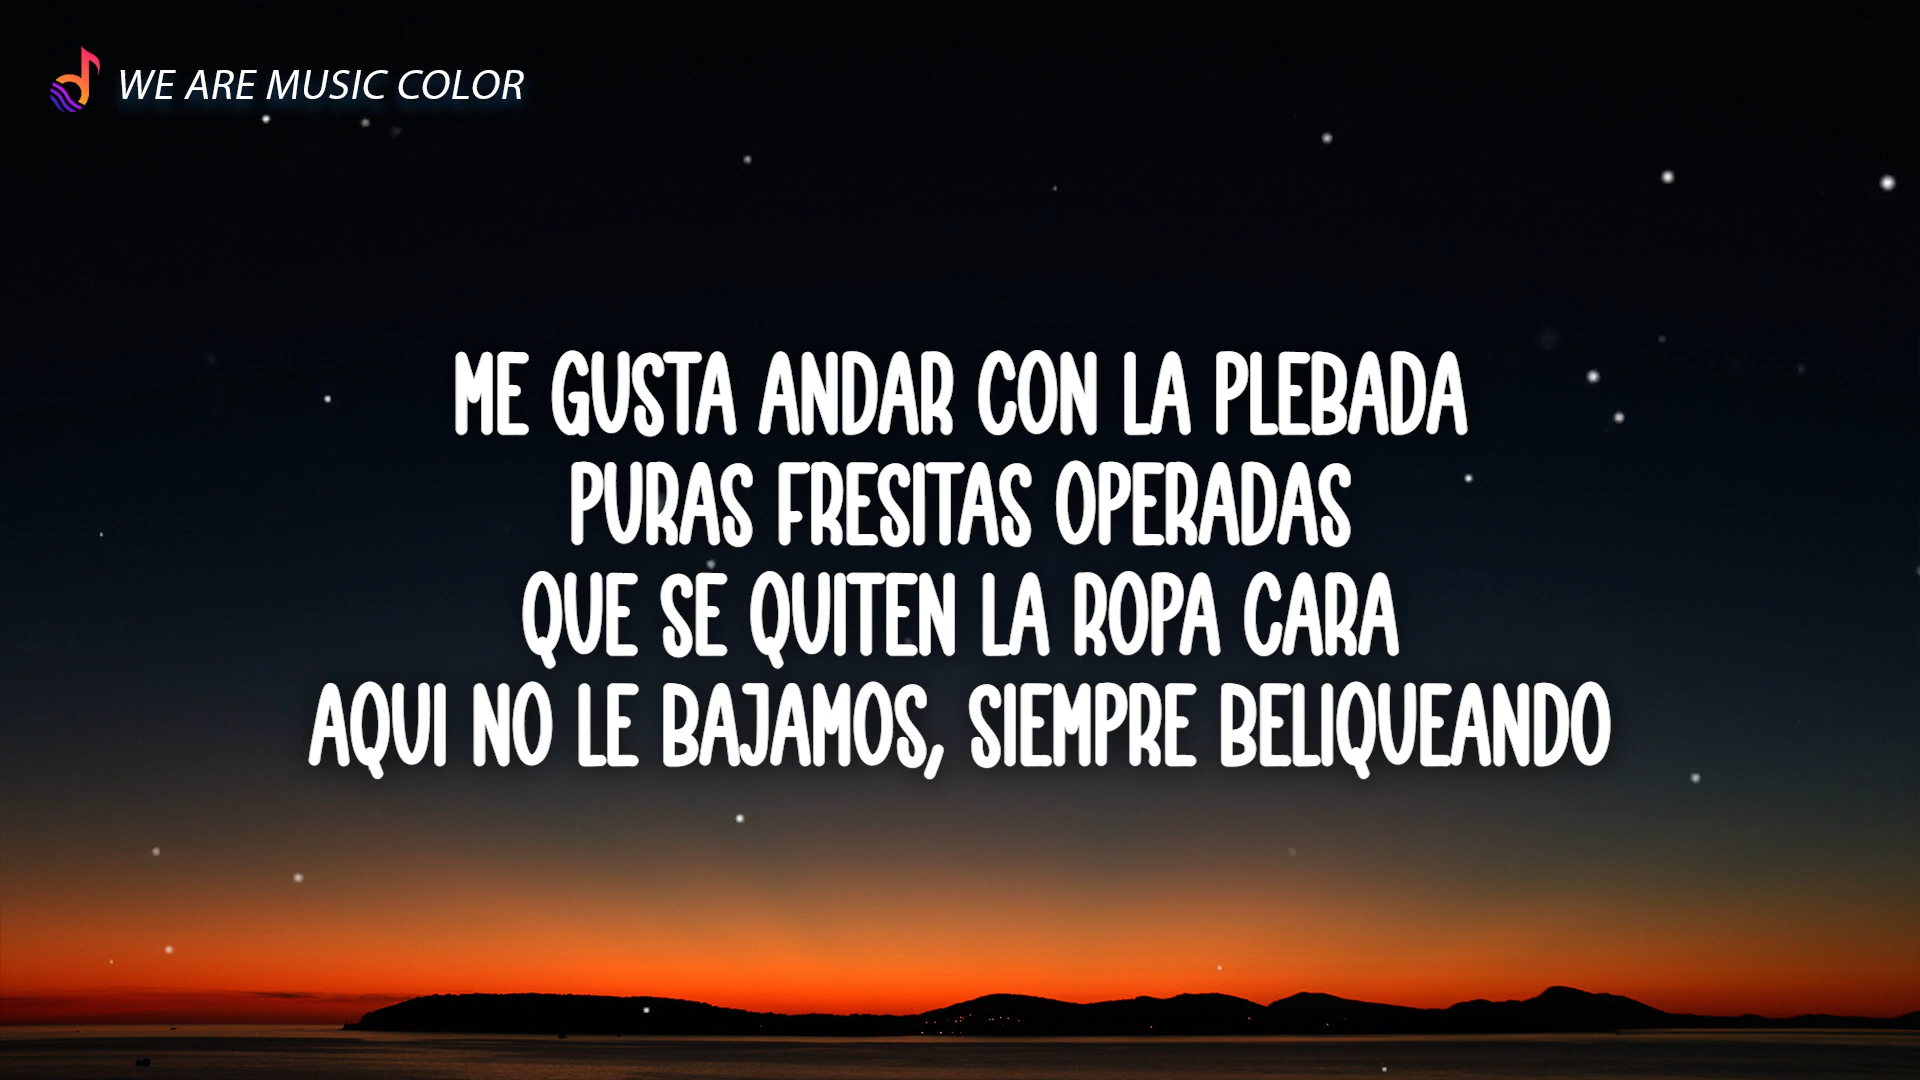 WE ARE MUSIC COLOR
ME GUSTA ANDAR CON LA PLEBADA
PURAS FRESITAS OPERADAS
QUE SE QUITEN LA ROPA CARA
AQUI NO LE BAJAMOS, SIEMPRE BELIQUEANDO